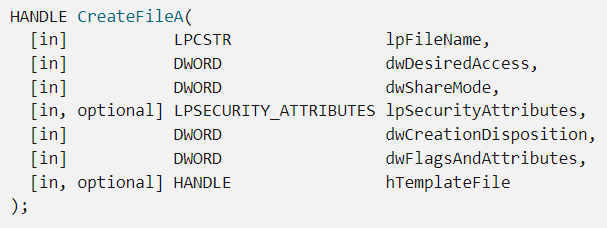 HANDLE CreateFileA(
  [in]           LPCSTR                lpFileName,
  [in]           DWORD                 dwDesiredAccess,
  [in]           DWORD                 dwShareMode,
  [in, optional] LPSECURITY_ATTRIBUTES lpSecurityAttributes,
  [in]           DWORD                 dwCreationDisposition,
  [in]           DWORD                 dwFlagsAndAttributes,
  [in, optional] HANDLE                hTemplateFile
);